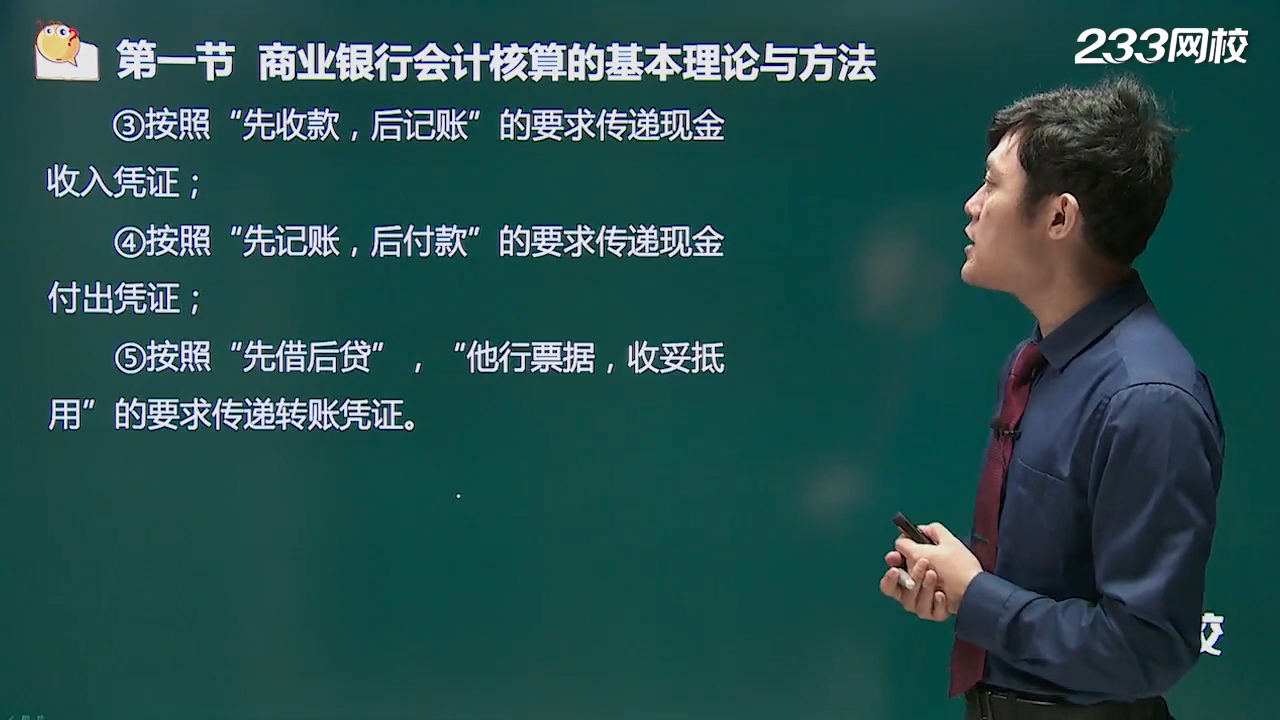 第一节 商业银行会计核算的基本理论与方法
233网校
③按照“先收款，后记账”的要求传递现金
收入凭证；
④按照“先记账，后付款”的要求传递现金
付出凭证；
⑤按照“先借后贷”，“他行票据，收妥抵
用”的要求传递转账凭证。
校